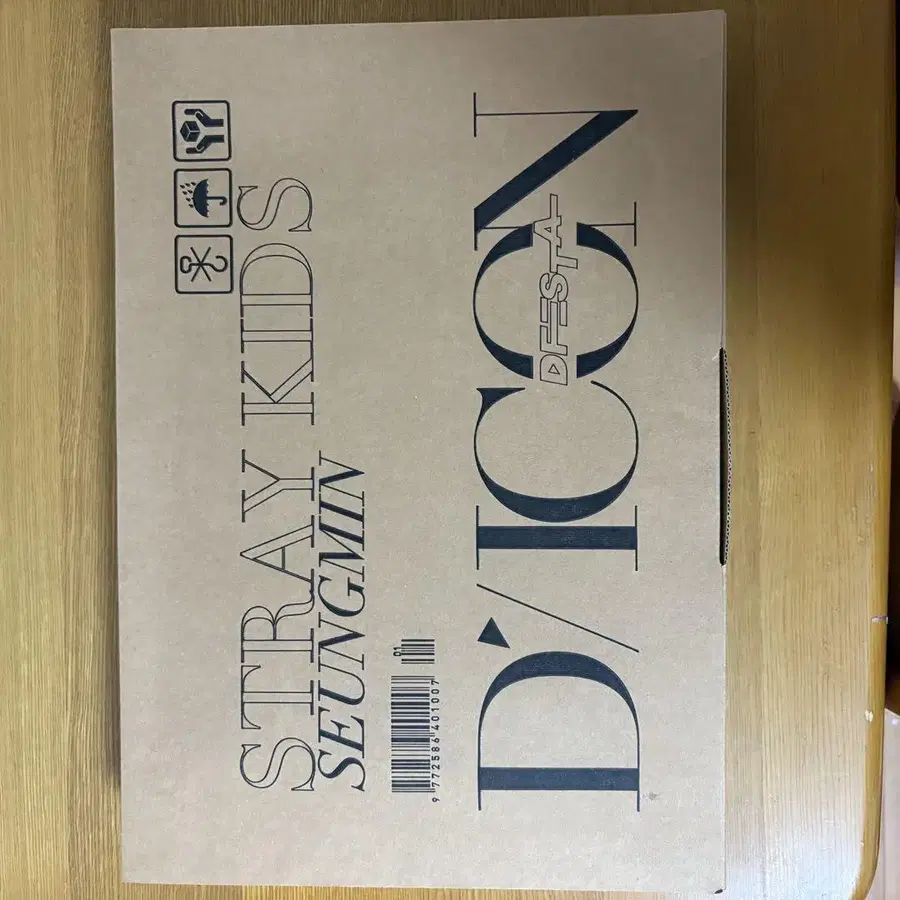 STRAY KIDS
SEUNGMIN
01
9 772586 401007
D/ICON
DFESTA